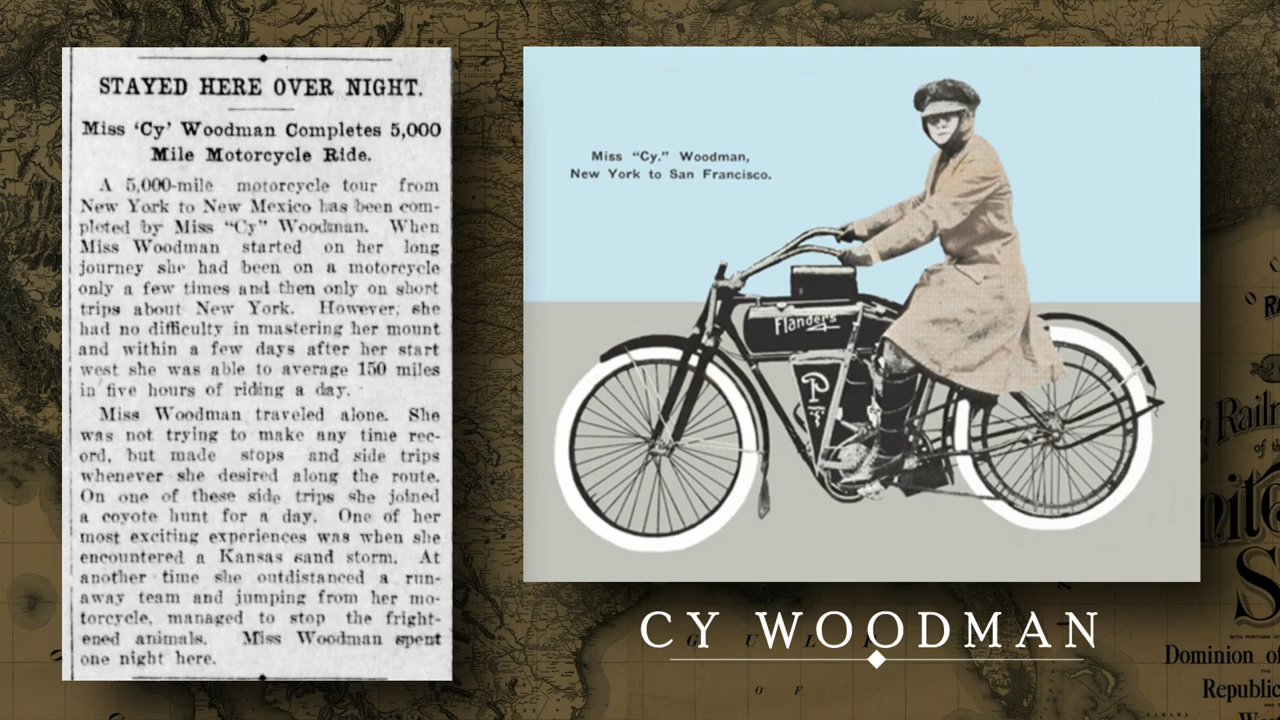 STAYED HERE OVER NIGHT.
Miss 'Cy' Woodman Completes 5,000
Mile Motorcycle Ride.
A 5,000-mile motorcycle tour from
New York to New Mexico has been com-
pleted by Miss "Cy" Woodman. When
Miss Woodman started on her long
journey she had been on a motorcycle
only a few times and then only on short
trips about New York. However, she
had no difficulty in mastering her mount
and within a few days after her start
west she was able to average 150 miles
in five hours of riding a day.
Miss Woodman traveled alone. She
was not trying to make any time rec-
ord, but made stops and side trips
whenever she desired along the route.
On one of these side trips she joined
a coyote hunt for a day. One of her
most exciting experiences was when she
encountered a Kansas sand storm. At
another time she outdistanced a run-
away team and jumping from her mo-
torcycle, managed to stop the fright-
ened animals. Miss Woodman spent
one night here.
Miss "Cy." Woodman,
New York to San Francisco.
Flanders
4
CY WOODMAN
G U L F
O F
Railr
of the
nite
S
Dominion of
Republic